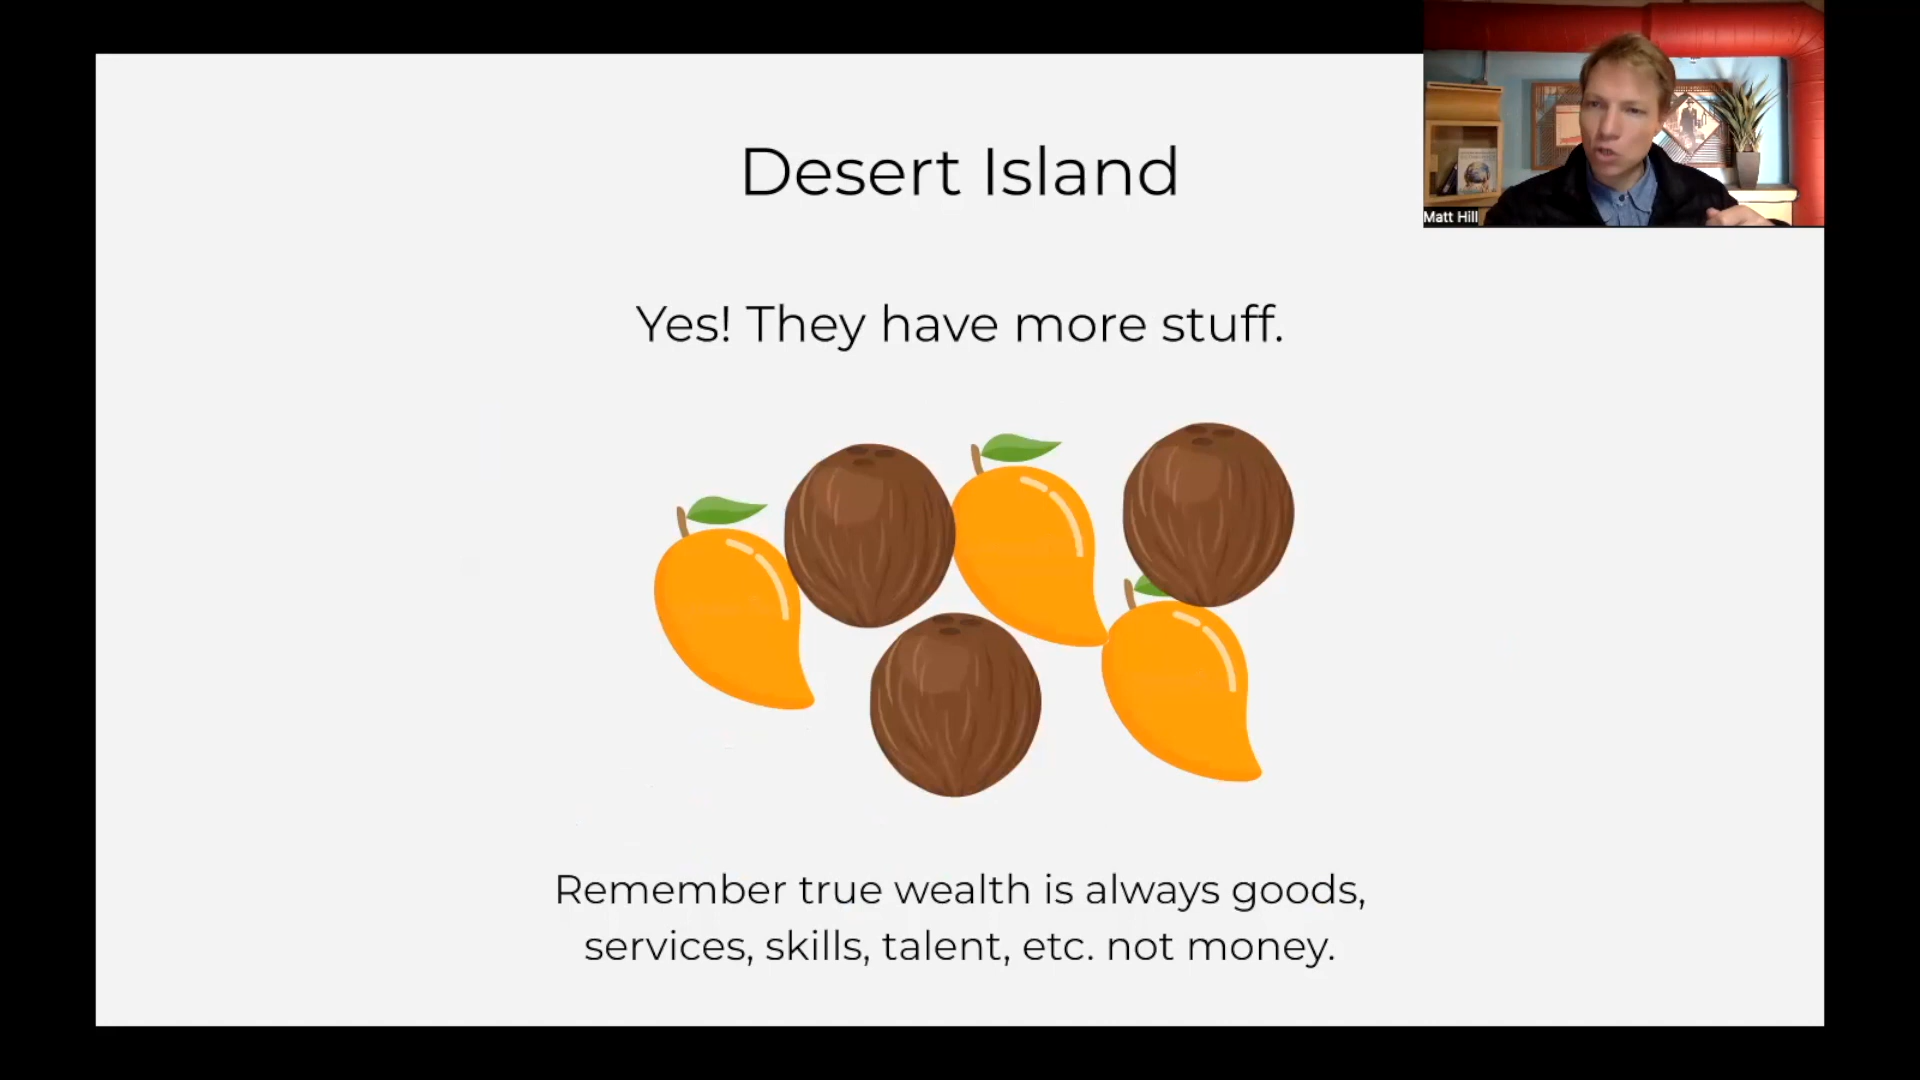 Desert Island
Matt Hill
Yes! They have more stuff.
Remember true wealth is always goods,
services, skills, talent, etc. not money.